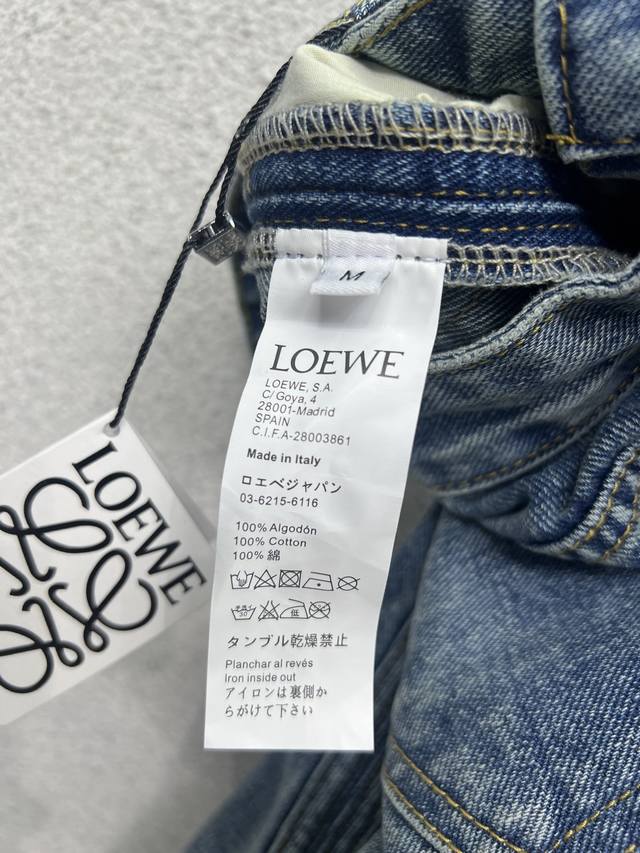 M
LOEWE
LOEWE, S.A.
C/Goya, 4
28001-Madrid
SPAIN
C.I.F.A-28003861
Made in Italy
ロエベジャパン
03-6215-6116
100% Algodón
100% Cotton
100% 綿
タンブル乾燥禁止
Planchar al revés
Iron inside out
アイロンは裏側か
らがけて下さい
LOEWE